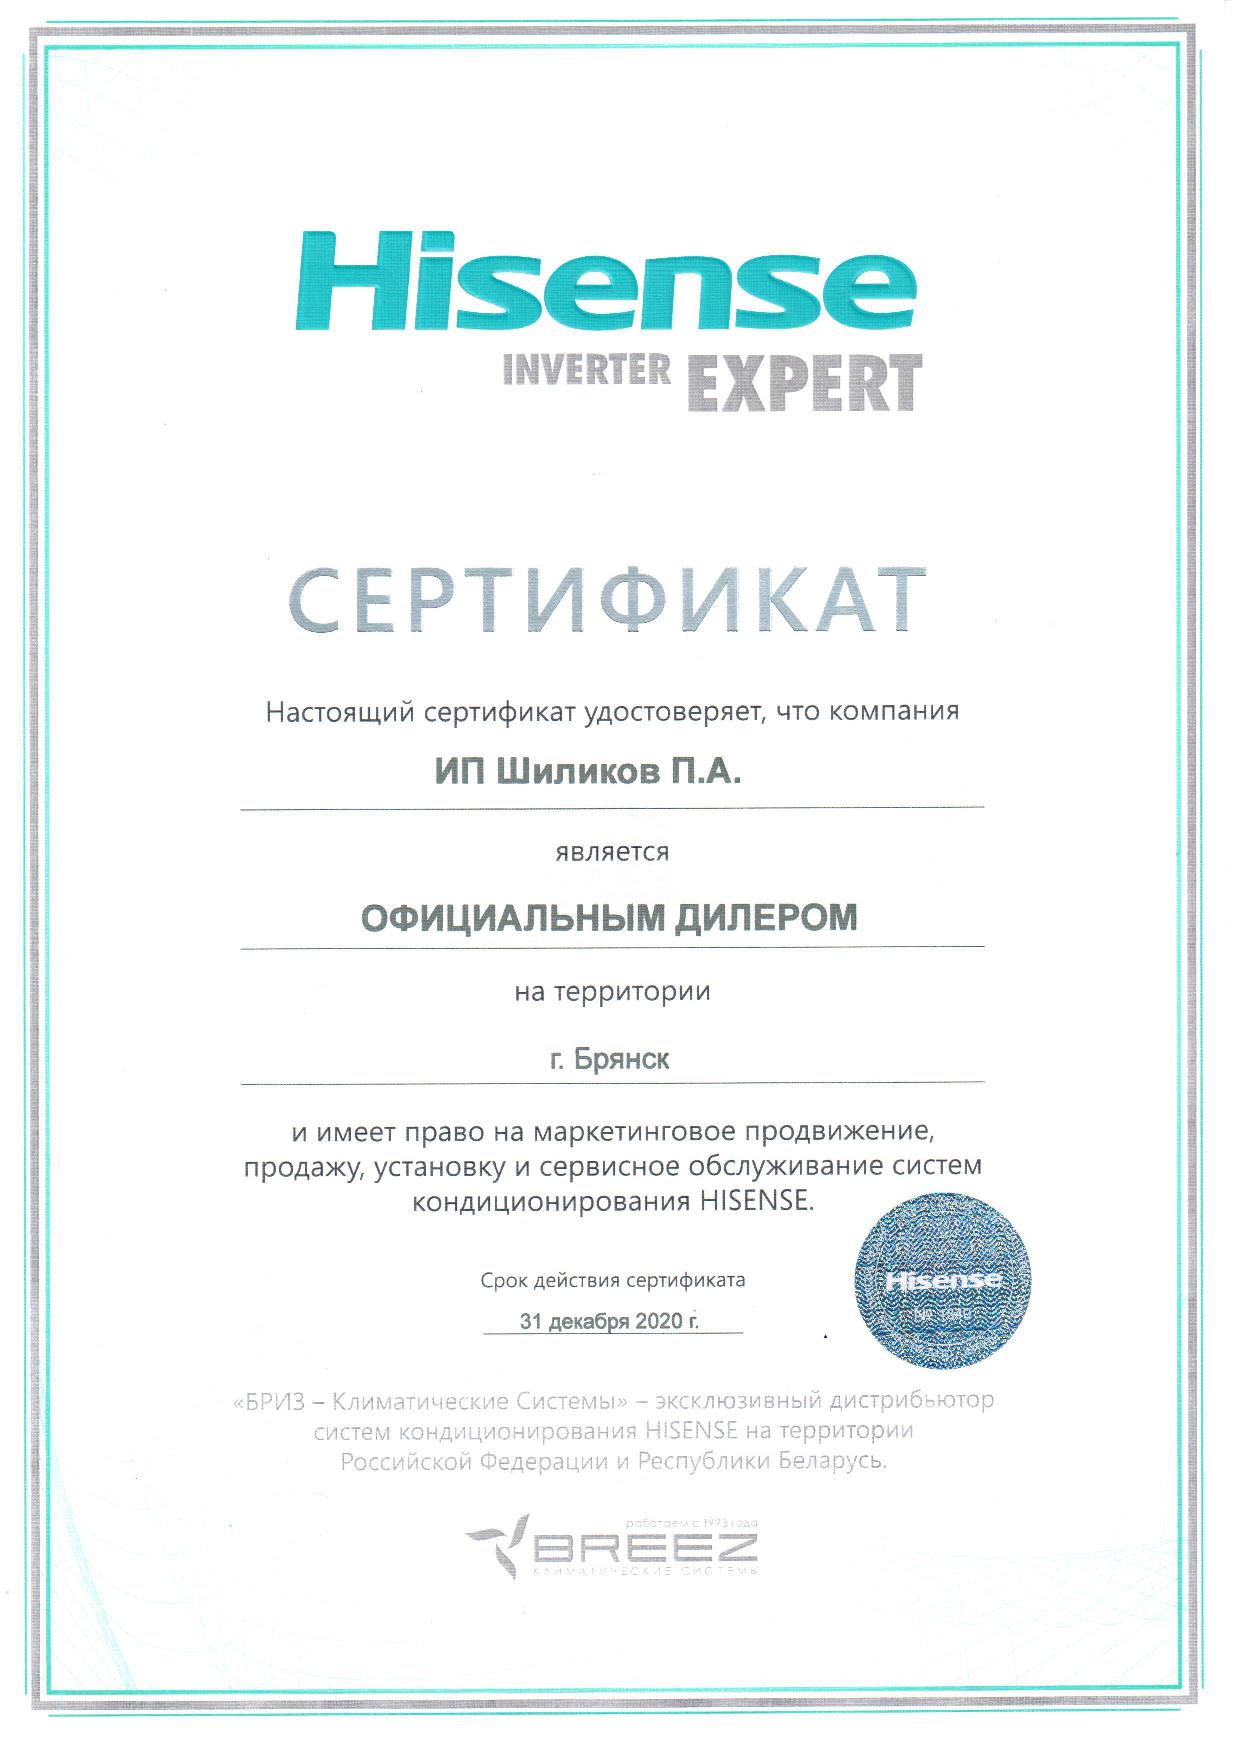 Hisense
INVERTER EXPERT
СЕРТИФИКАТ
Настоящий сертификат удостоверяет, что компания
ИП Шиликов П.А.
является
ОФИЦИАЛЬНЫМ ДИЛЕРОМ
на территории
г. Брянск
и имеет право на маркетинговое продвижение,
продажу, установку и сервисное обслуживание систем
кондиционирования HISENSE.
Hisense
Срок действия сертификата
31 декабря 2020 г.
«БРИЗ – Климатические Системы» – эксклюзивный дистрибьютор
систем кондиционирования HISENSE на территории
Российской Федерации и Республики Беларусь.
работаем с 1993 года
BREEZ
КЛИМАТИЧЕСКИЕ СИСТЕМЫ